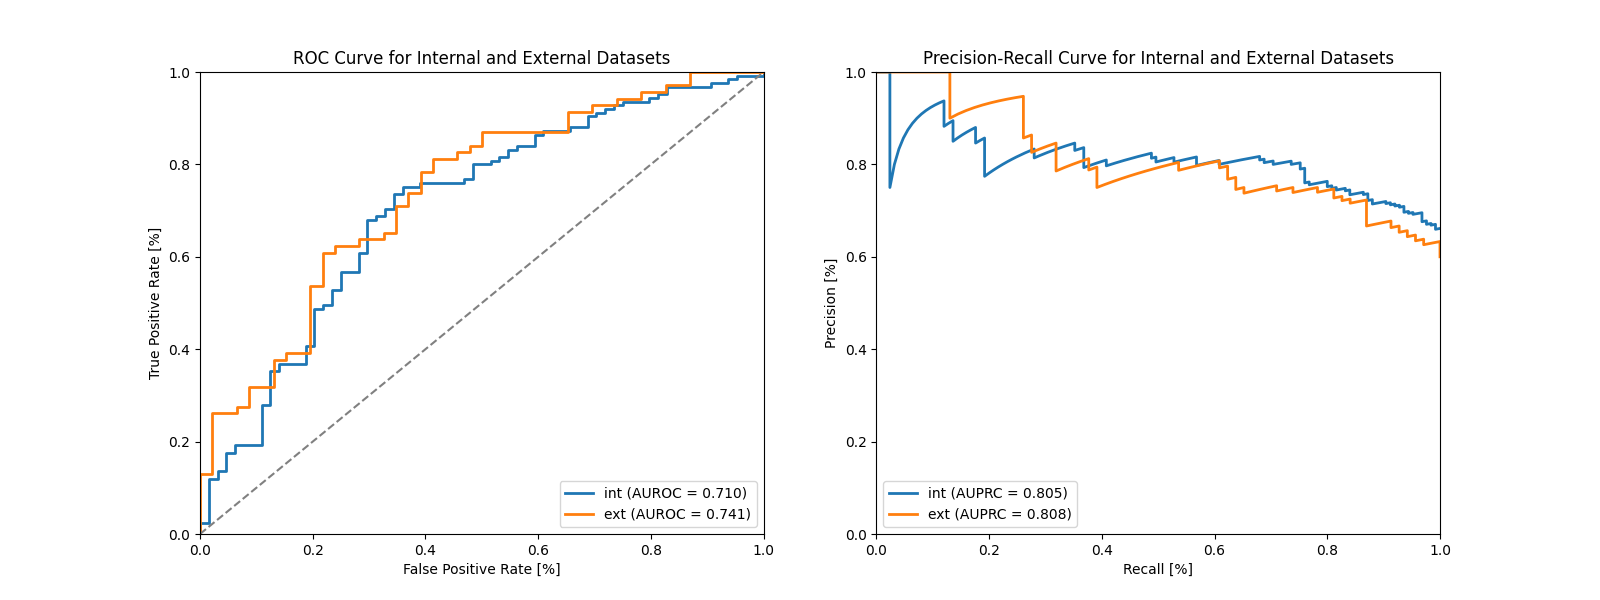 ROC Curve for Internal and External Datasets
True Positive Rate [%]
1.0
0.8
0.6
0.4
0.2
0.0
int (AUROC = 0.710)
ext (AUROC = 0.741)
0.0 0.2 0.4 0.6 0.8 1.0
False Positive Rate [%]
Precision-Recall Curve for Internal and External Datasets
Precision [%]
1.0
0.8
0.6
0.4
0.2
0.0
int (AUPRC = 0.805)
ext (AUPRC = 0.808)
0.0 0.2 0.4 0.6 0.8 1.0
Recall [%]